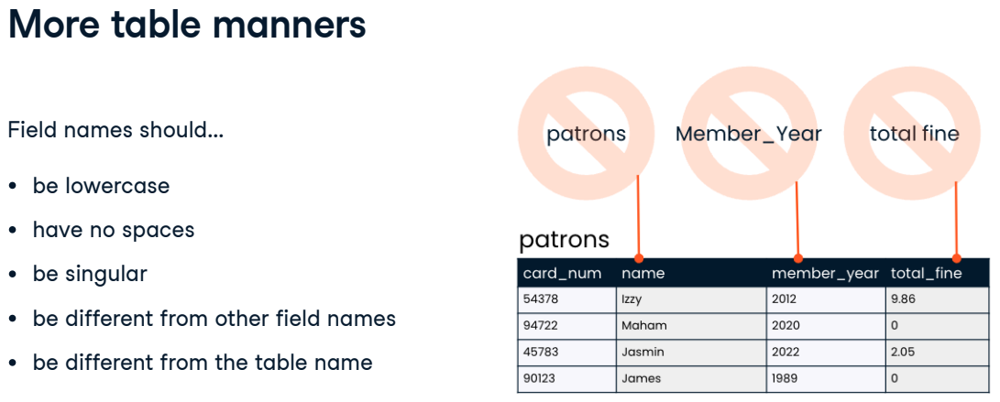 More table manners
Field names should...
• be lowercase
• have no spaces
• be singular
• be different from other field names
• be different from the table name
patrons Member_Year total fine
patrons
card_num name member_year total_fine
54378 Izzy 2012 9.86
94722 Maham 2020 0
45783 Jasmin 2022 2.05
90123 James 1989 0